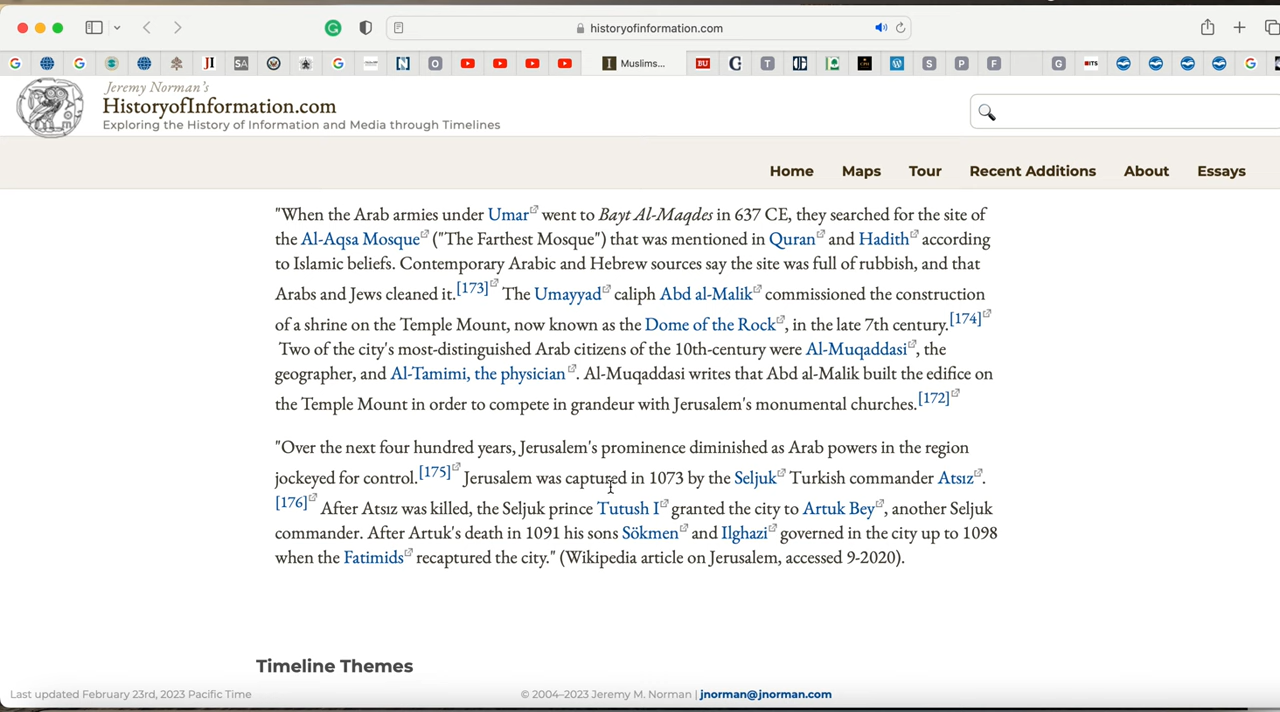 historyofinformation.com
Muslims...
Jeremy Norman's
HistoryofInformation.com
Exploring the History of Information and Media through Timelines
Home Maps Tour Recent Additions About Essays
"When the Arab armies under Umar went to Bayt Al-Maqdes in 637 CE, they searched for the site of
the Al-Aqsa Mosque ("The Farthest Mosque") that was mentioned in Quran and Hadith according
to Islamic beliefs. Contemporary Arabic and Hebrew sources say the site was full of rubbish, and that
Arabs and Jews cleaned it.[173] The Umayyad caliph Abd al-Malik commissioned the construction
of a shrine on the Temple Mount, now known as the Dome of the Rock, in the late 7th century.[174]
Two of the city's most-distinguished Arab citizens of the 10th-century were Al-Muqaddasi, the
geographer, and Al-Tamimi, the physician. Al-Muqaddasi writes that Abd al-Malik built the edifice on
the Temple Mount in order to compete in grandeur with Jerusalem's monumental churches.[172]
"Over the next four hundred years, Jerusalem's prominence diminished as Arab powers in the region
jockeyed for control.[175] Jerusalem was captured in 1073 by the Seljuk Turkish commander Atsız.
[176] After Atsız was killed, the Seljuk prince Tutush I granted the city to Artuk Bey, another Seljuk
commander. After Artuk's death in 1091 his sons Sökmen and Ilghazi governed in the city up to 1098
when the Fatimids recaptured the city." (Wikipedia article on Jerusalem, accessed 9-2020).
Timeline Themes
Last updated February 23rd, 2023 Pacific Time © 2004–2023 Jeremy M. Norman | jnorman@jnorman.com